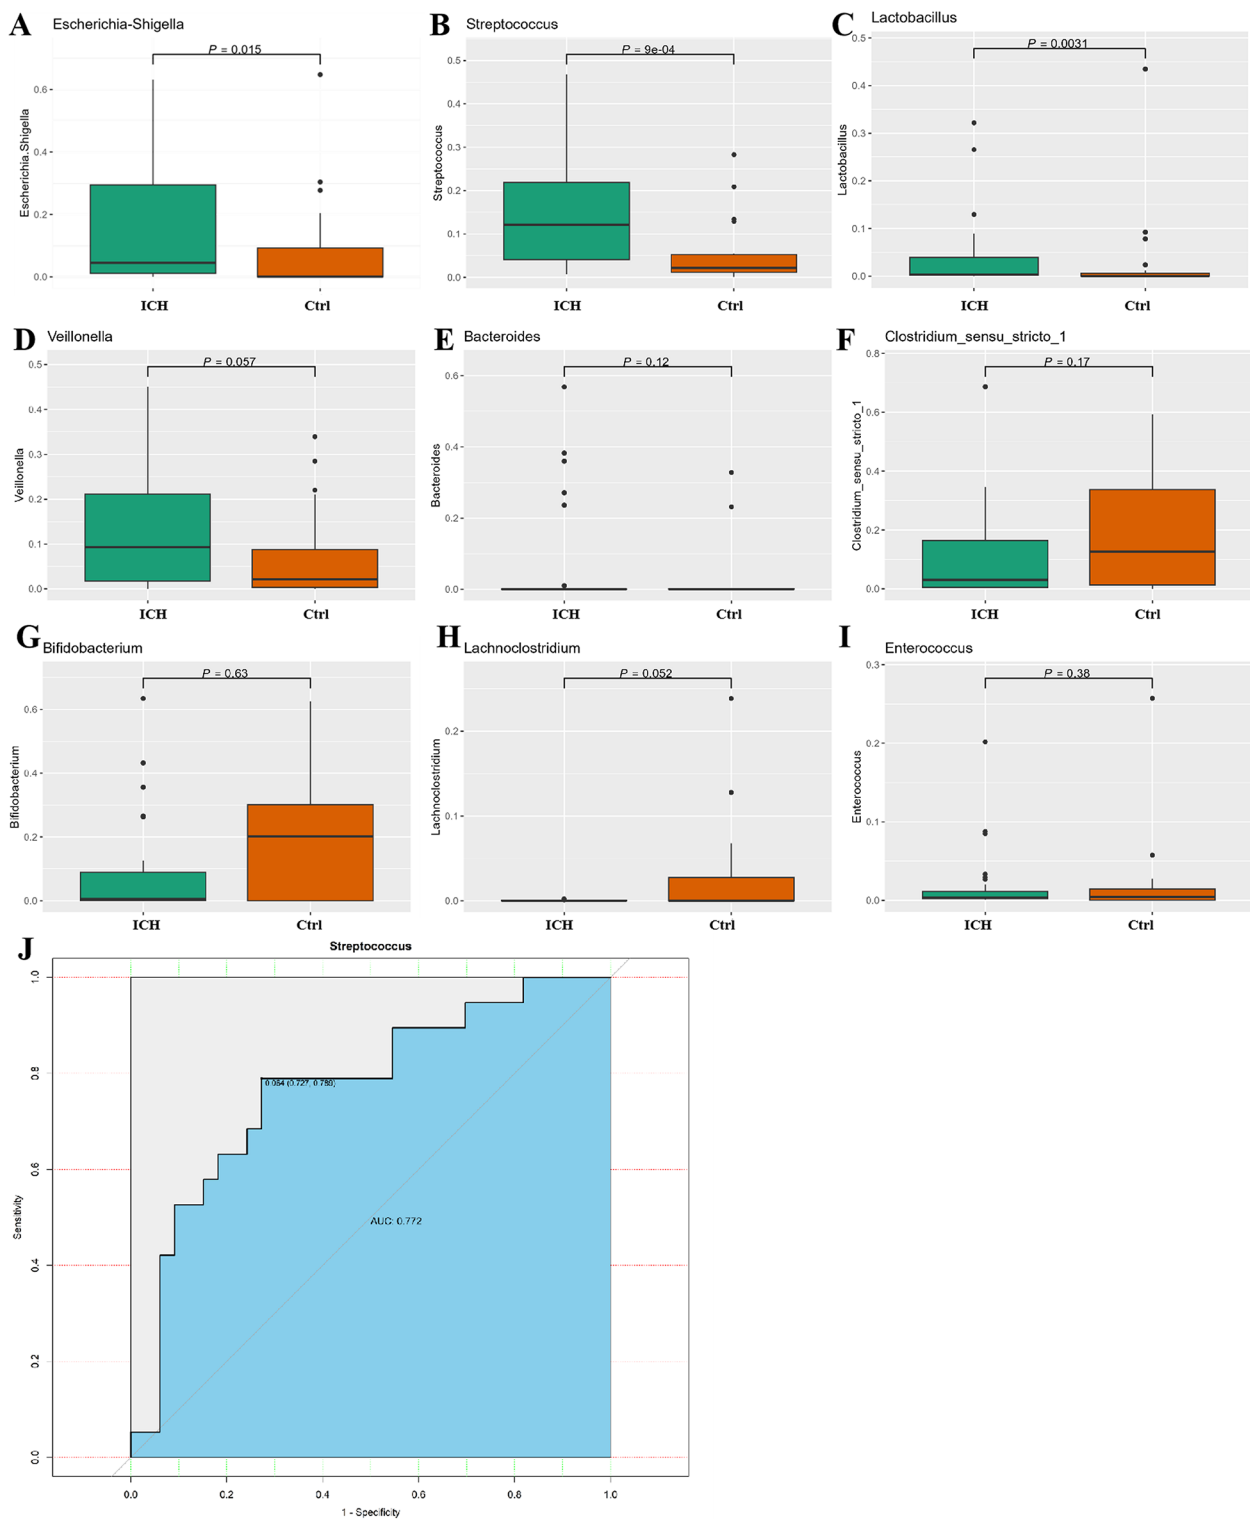 A
Escherichia-Shigella
P = 0.015
Escherichia.Shigella
0.6
0.4
0.2
0.0
ICH
Ctrl
B
Streptococcus
P = 9e-04
Streptococcus
0.5
0.4
0.3
0.2
0.1
0.0
ICH
Ctrl
C
Lactobacillus
P = 0.0031
Lactobacillus
0.5
0.4
0.3
0.2
0.1
0.0
ICH
Ctrl
D
Veillonella
P = 0.057
Veillonella
0.5
0.4
0.3
0.2
0.1
0.0
ICH
Ctrl
E
Bacteroides
P = 0.12
Bacteroides
0.6
0.4
0.2
0.0
ICH
Ctrl
F
Clostridium_sensu_stricto_1
P = 0.17
Clostridium_sensu_stricto_1
0.8
0.6
0.4
0.2
0.0
ICH
Ctrl
G
Bifidobacterium
P = 0.63
Bifidobacterium
0.6
0.4
0.2
0.0
ICH
Ctrl
H
Lachnoclostridium
P = 0.052
Lachnoclostridium
0.2
0.1
0.0
ICH
Ctrl
I
Enterococcus
P = 0.38
Enterococcus
0.3
0.2
0.1
0.0
ICH
Ctrl
J
Streptococcus
Sensitivity
1.0
0.8
0.6
0.4
0.2
0.0
0.054 (0.727, 0.789)
AUC: 0.772
0.0 0.2 0.4 0.6 0.8 1.0
1 - Specificity